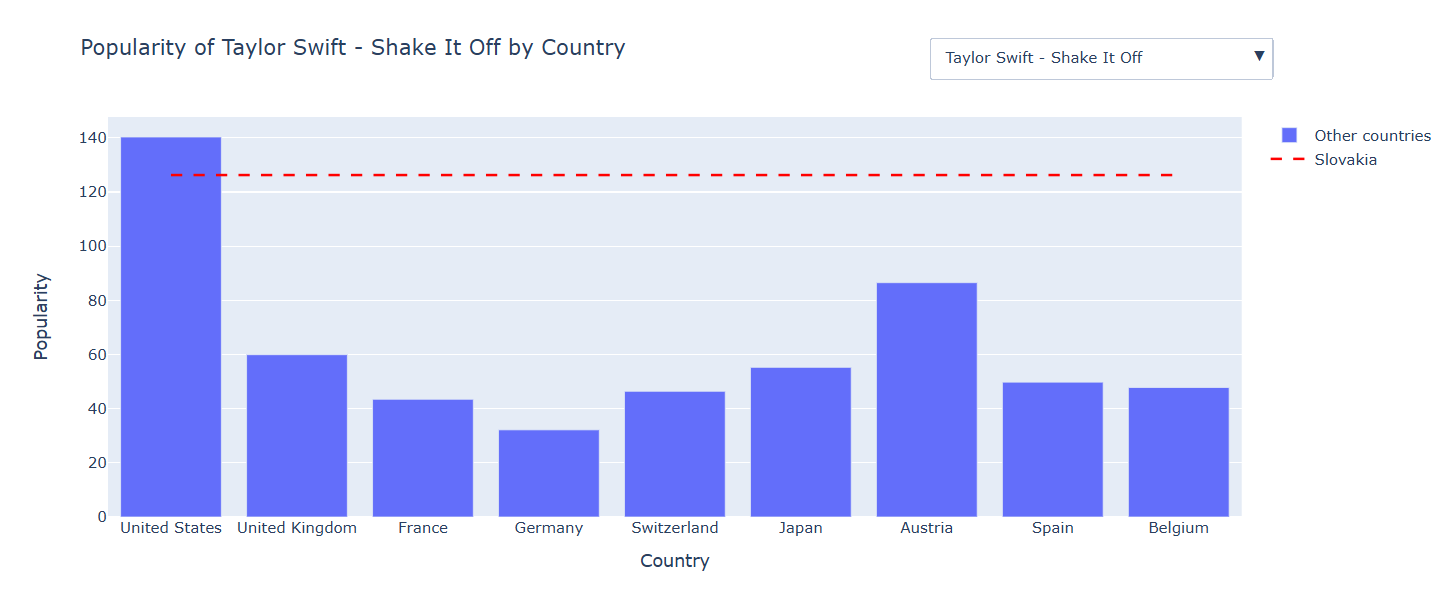 Popularity of Taylor Swift - Shake It Off by Country
Taylor Swift - Shake It Off ▼
Other countries
Slovakia
Popularity
140
120
100
80
60
40
20
0
United States United Kingdom France Germany Switzerland Japan Austria Spain Belgium
Country